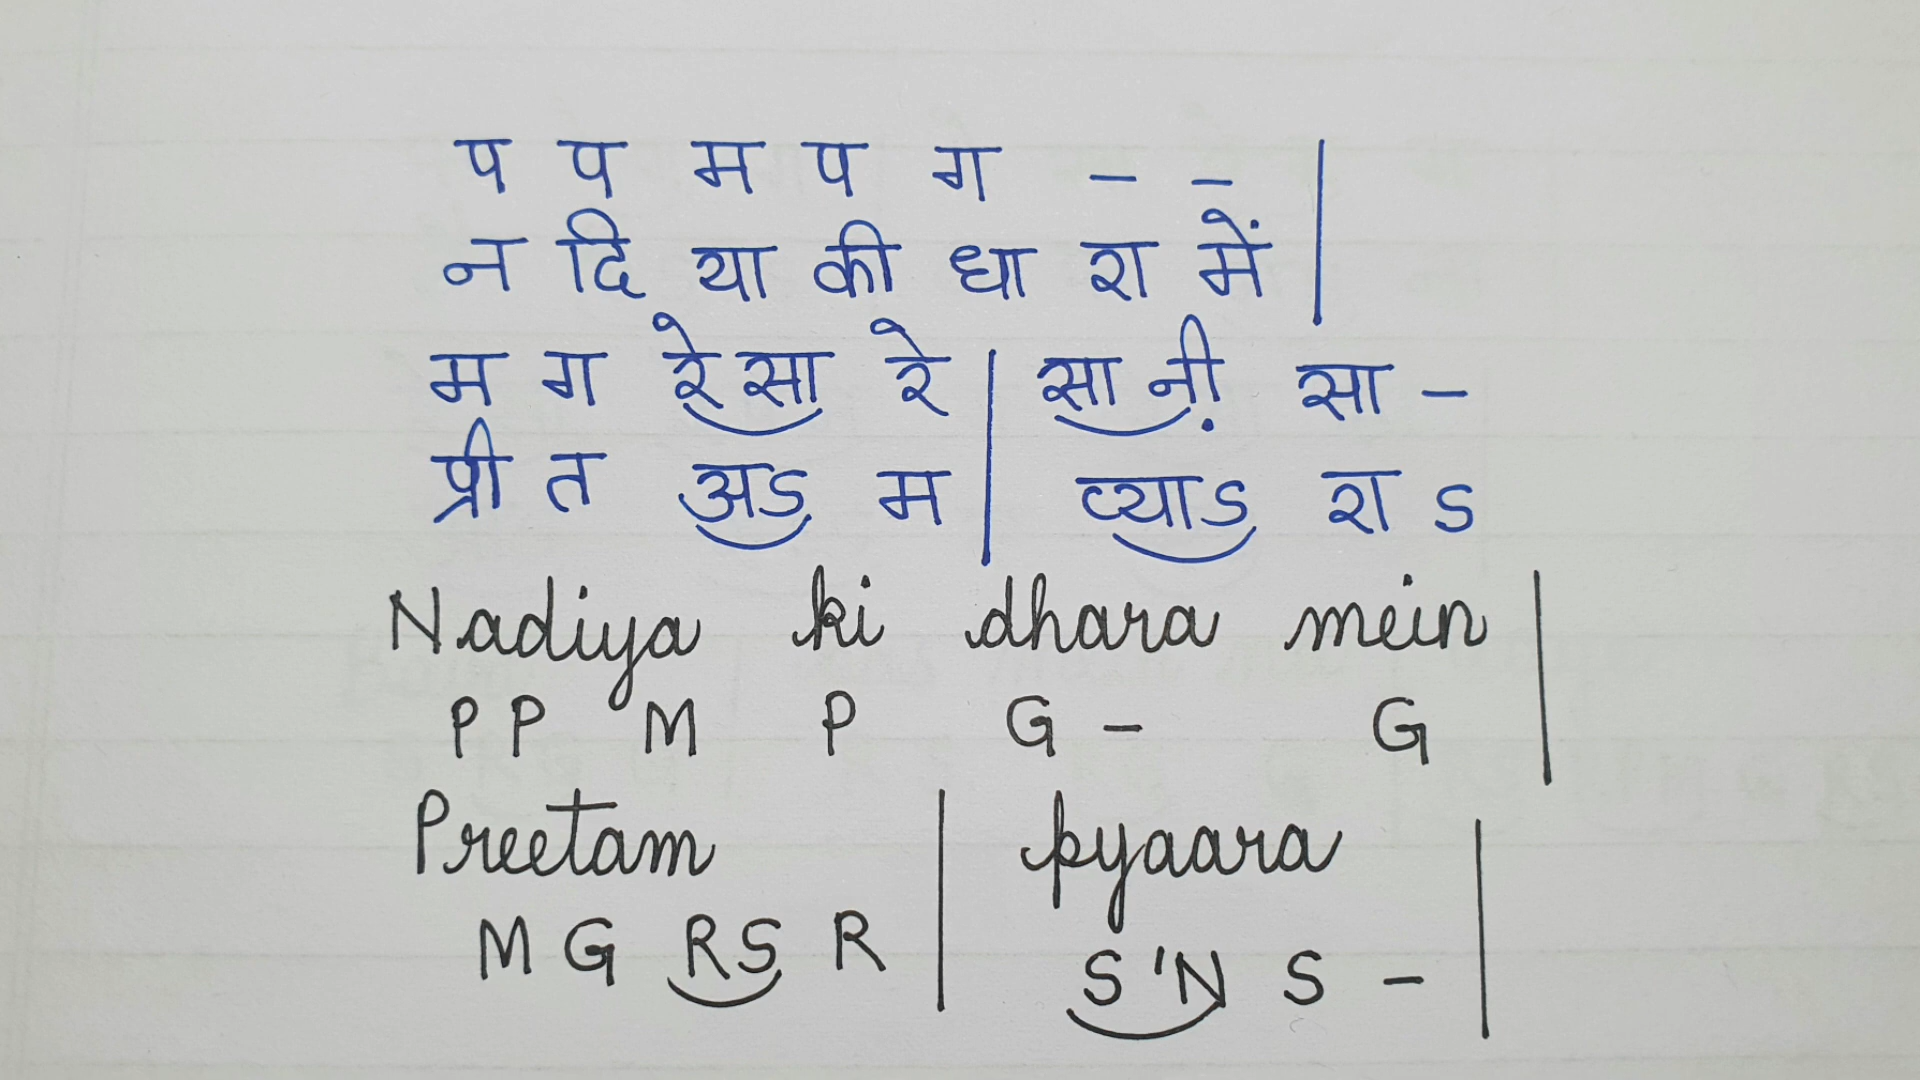 प प म प ग - - |
न दि या की धा रा में |
म ग रेसा रे | सानी़ सा -
प्री त अऽ म | प्याऽ रा ऽ
Nadiya ki dhara mein |
P P M P G - G |
Preetam | pyaara |
M G RS R | S'N S - |